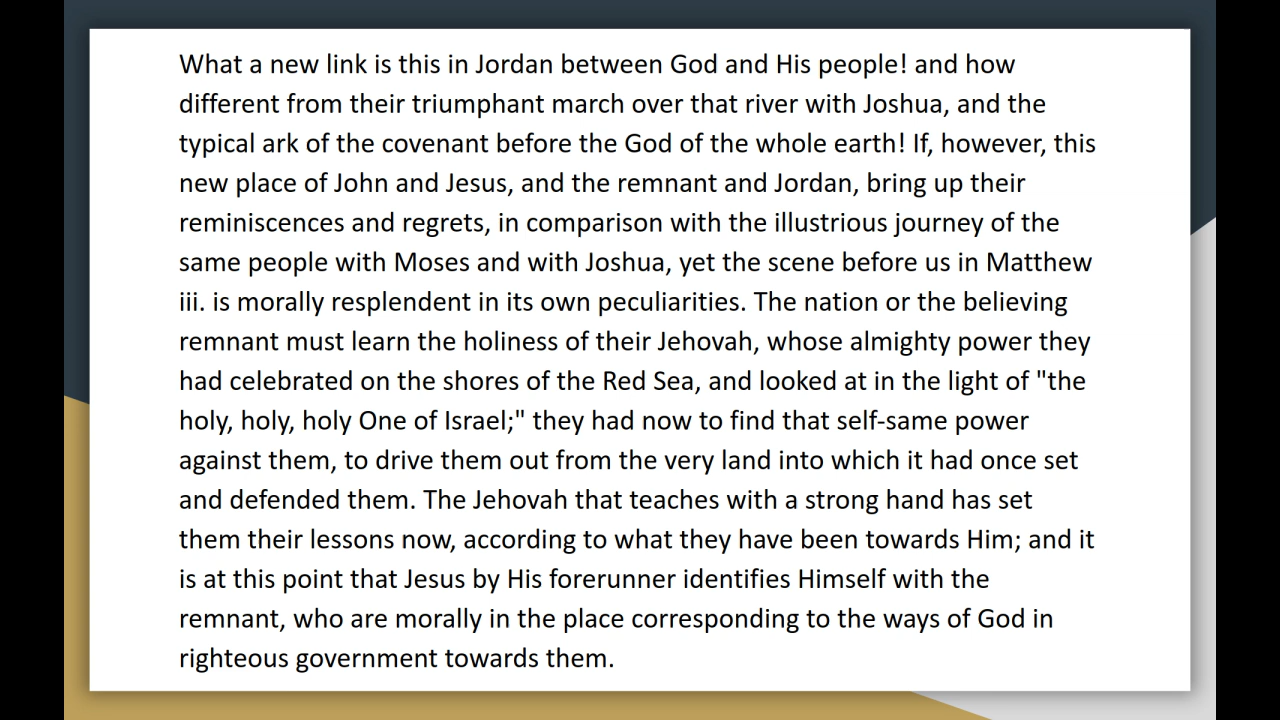 What a new link is this in Jordan between God and His people! and how
different from their triumphant march over that river with Joshua, and the
typical ark of the covenant before the God of the whole earth! If, however, this
new place of John and Jesus, and the remnant and Jordan, bring up their
reminiscences and regrets, in comparison with the illustrious journey of the
same people with Moses and with Joshua, yet the scene before us in Matthew
iii. is morally resplendent in its own peculiarities. The nation or the believing
remnant must learn the holiness of their Jehovah, whose almighty power they
had celebrated on the shores of the Red Sea, and looked at in the light of "the
holy, holy, holy One of Israel;" they had now to find that self-same power
against them, to drive them out from the very land into which it had once set
and defended them. The Jehovah that teaches with a strong hand has set
them their lessons now, according to what they have been towards Him; and it
is at this point that Jesus by His forerunner identifies Himself with the
remnant, who are morally in the place corresponding to the ways of God in
righteous government towards them.